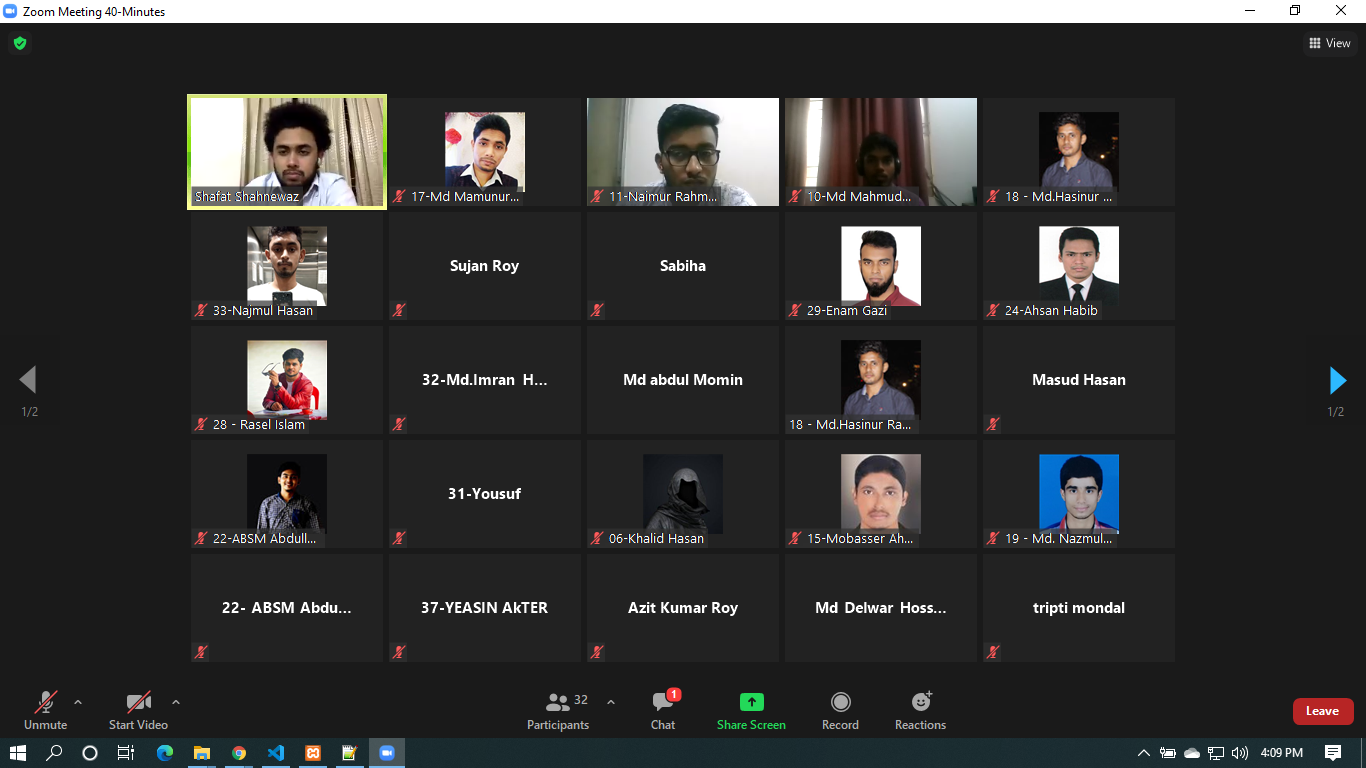 Zoom Meeting 40-Minutes
View
Shafat Shahnewaz
17-Md Mamunur...
11-Naimur Rahm...
10-Md Mahmud...
18 - Md.Hasinur ...
33-Najmul Hasan
Sujan Roy
Sabiha
29-Enam Gazi
24-Ahsan Habib
28 - Rasel Islam
32-Md.Imran H...
Md abdul Momin
18 - Md.Hasinur Ra...
Masud Hasan
1/2
1/2
22-ABSM Abdull...
31-Yousuf
06-Khalid Hasan
15-Mobasser Ah...
19 - Md. Nazmul...
22- ABSM Abdu...
37-YEASIN AkTER
Azit Kumar Roy
Md Delwar Hoss...
tripti mondal
Unmute
Start Video
32
Participants
1
Chat
Share Screen
Record
Reactions
Leave
4:09 PM